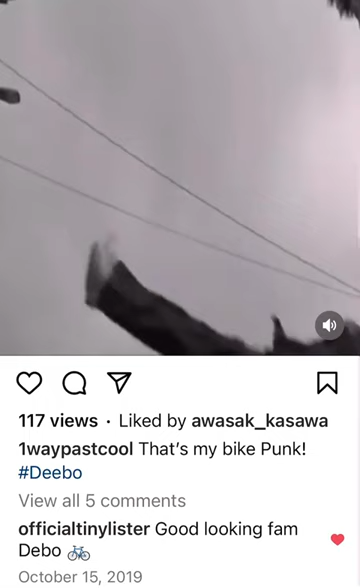 117 views · Liked by awasak_kasawa
1waypastcool That's my bike Punk!
#Deebo
View all 5 comments
officialtinylister Good looking fam
Debo 🚲
October 15, 2019